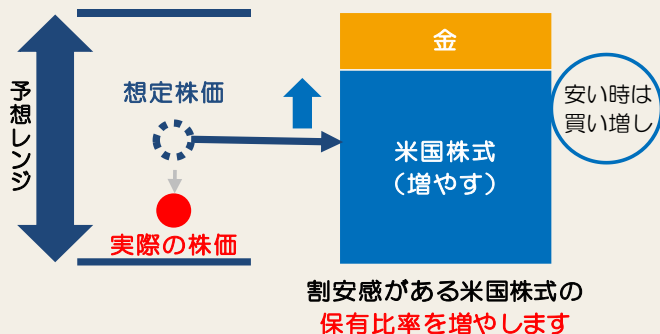 予想レンジ
想定株価
実際の株価
金
米国株式
（増やす）
安い時は
買い増し
割安感がある米国株式の
保有比率を増やします